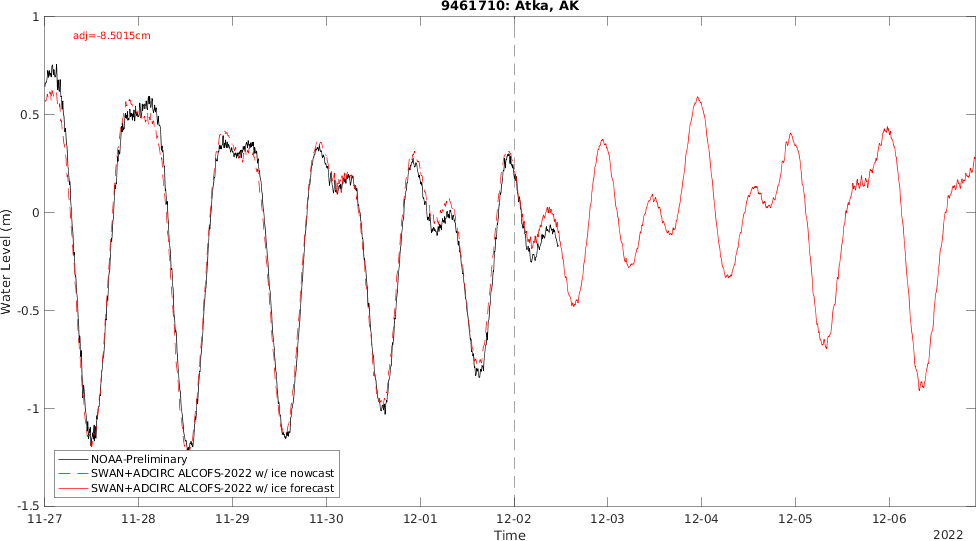 9461710: Atka, AK
adj=-8.5015cm
Water Level (m)
1
0.5
0
-0.5
-1
-1.5
NOAA-Preliminary
SWAN+ADCIRC ALCOFS-2022 w/ ice nowcast
SWAN+ADCIRC ALCOFS-2022 w/ ice forecast
11-27 11-28 11-29 11-30 12-01 12-02 12-03 12-04 12-05 12-06
Time
2022